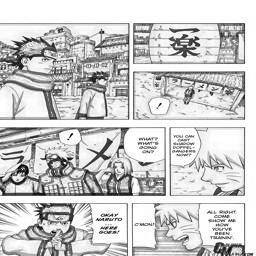 一楽
!
YOU CAN
CAST
SHADOW
DOPPEL-
GANGERS
NOW?
WHAT?
WHAT'S
GOING
ON?
メ
!
ALL RIGHT,
COME
SHOW ME
HOW
YOU'VE
BEEN
TRAININ'
C'MON!
OKAY
HERE
GOES!